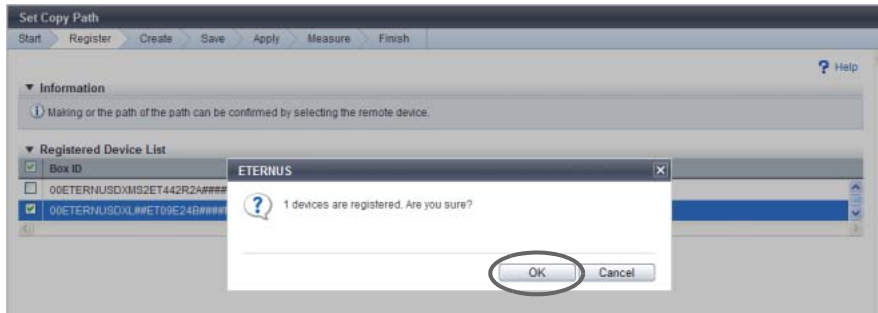 Set Copy Path
Start Register Create Save Apply Measure Finish
? Help
Information
Making or the path of the path can be confirmed by selecting the remote device.
Registered Device List
Box ID
00ETERNUSDXMS2ET442R2A####
00ETERNUSDXL##ET09E24B####
ETERNUS
1 devices are registered. Are you sure?
OK Cancel